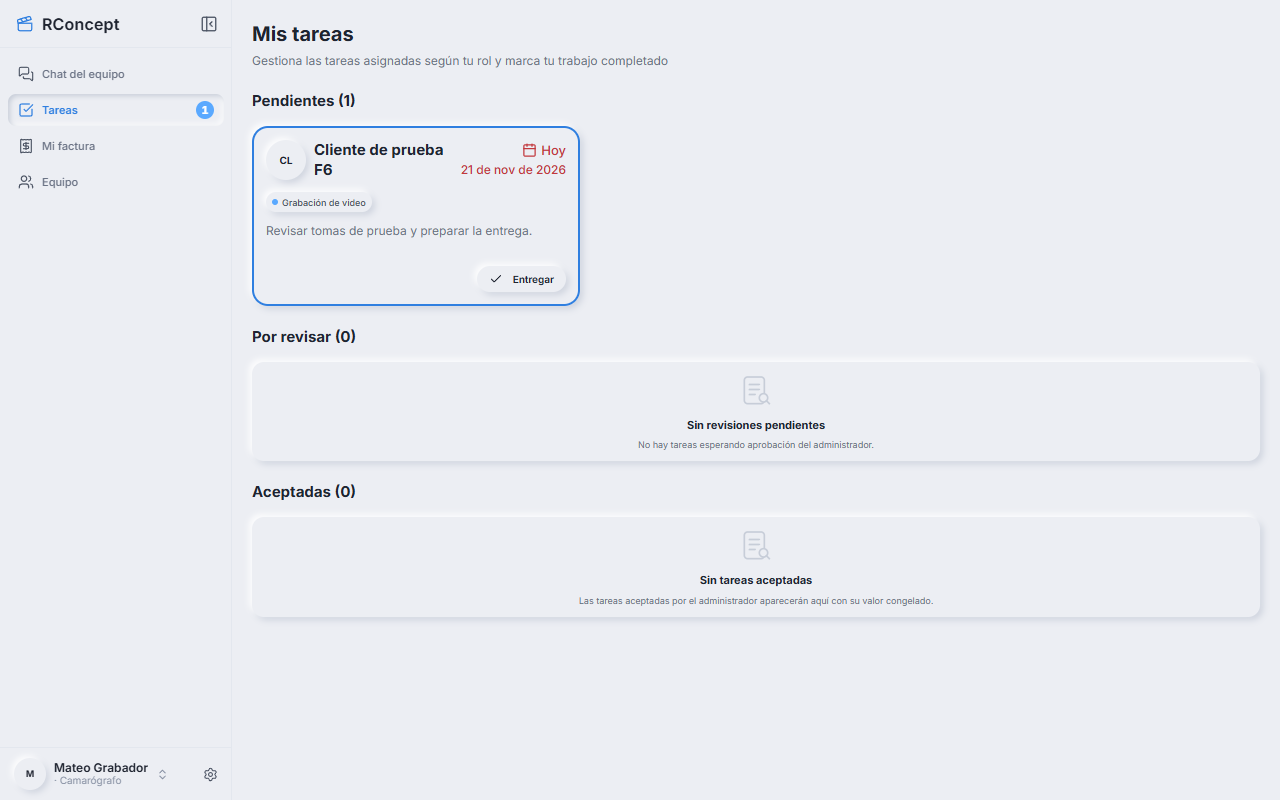 RConcept
Chat del equipo
Tareas
1
Mi factura
Equipo
Mis tareas
Gestiona las tareas asignadas según tu rol y marca tu trabajo completado
Pendientes (1)
CL
Cliente de prueba
F6
Hoy
21 de nov de 2026
Grabación de video
Revisar tomas de prueba y preparar la entrega.
Entregar
Por revisar (0)
Sin revisiones pendientes
No hay tareas esperando aprobación del administrador.
Aceptadas (0)
Sin tareas aceptadas
Las tareas aceptadas por el administrador aparecerán aquí con su valor congelado.
M
Mateo Grabador
· Camarógrafo